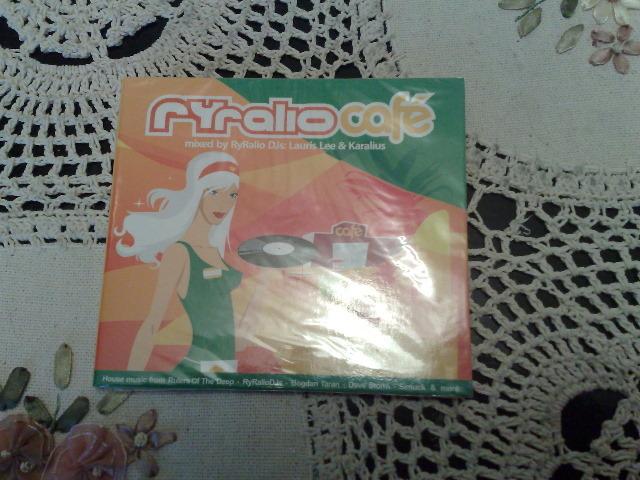 RYralio café
mixed by RyRalio DJs: Lauris Lee & Karalius
café
House music from Rulers Of The Deep · RyRalioDJs · Bogdan Taran · Dave Storm · Simuck & more